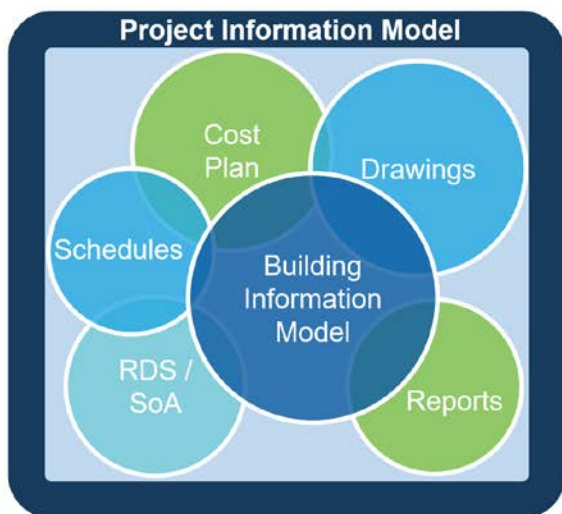 Project Information Model
Cost
Plan
Drawings
Schedules
Building
Information
Model
RDS /
SoA
Reports